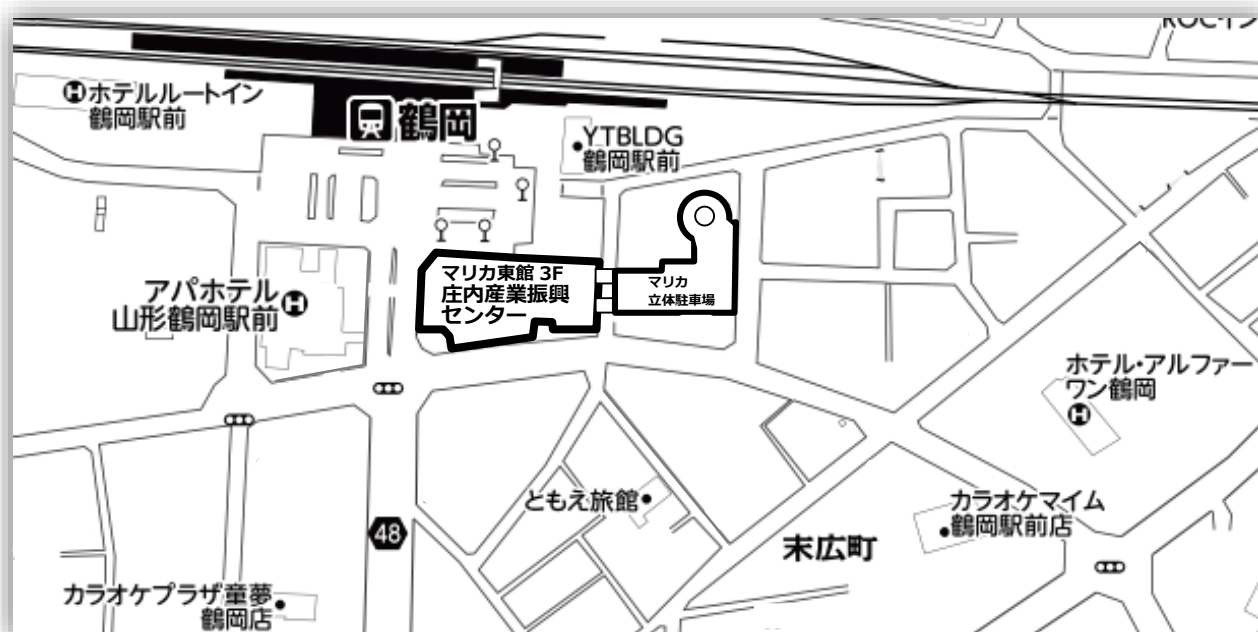 ホテルルートイン
鶴岡駅前
鶴岡
YTBLDG
鶴岡駅前
アパホテル
山形鶴岡駅前
マリカ東館 3F
庄内産業振興
センター
マリカ
立体駐車場
ホテル・アルファー
ワン鶴岡
ともえ旅館
カラオケマイム
鶴岡駅前店
末広町
48
カラオケプラザ童夢
鶴岡店